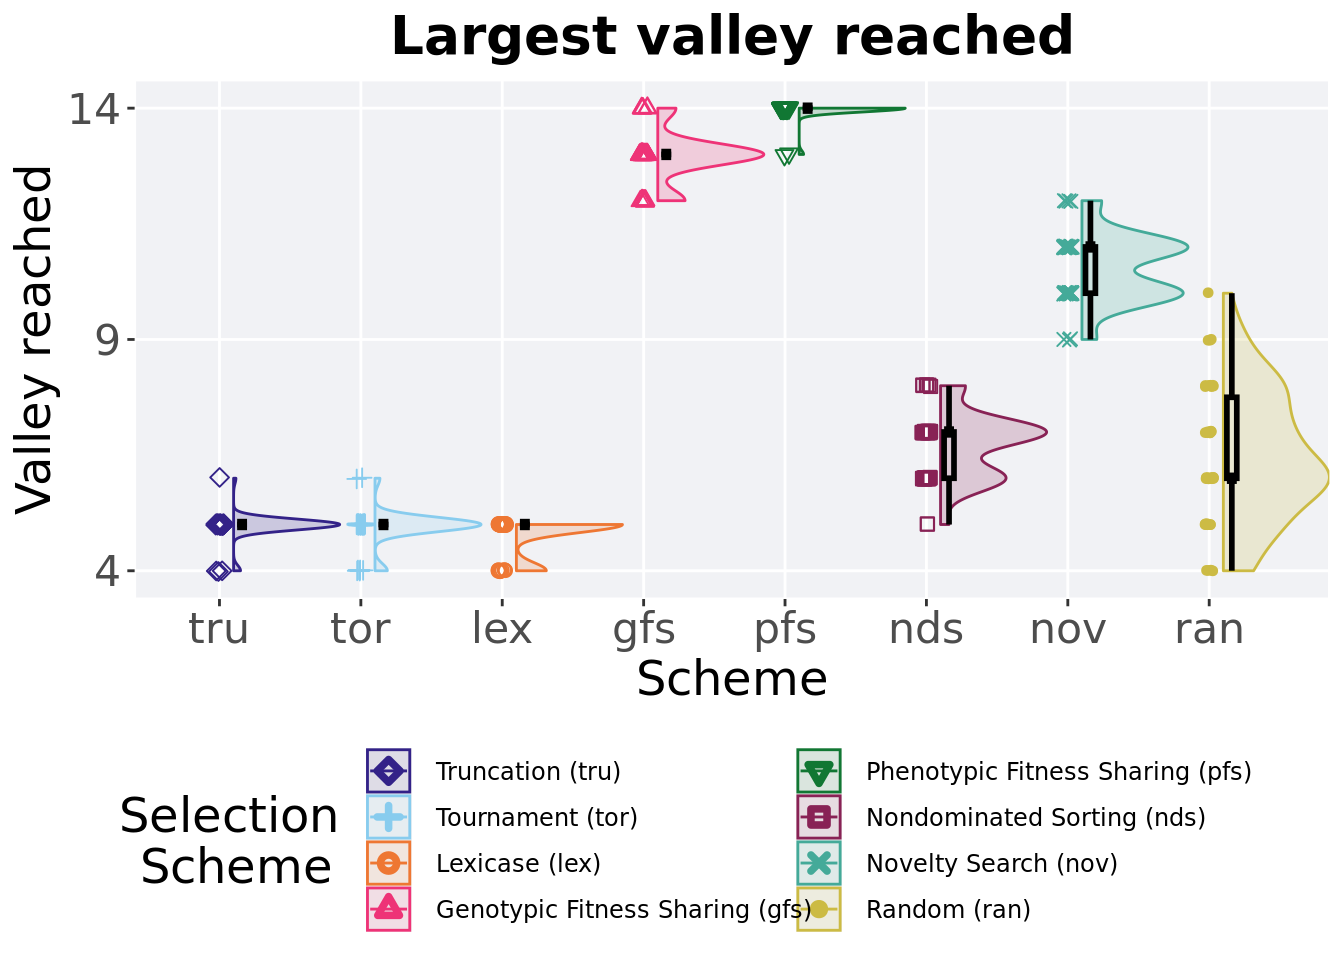 Largest valley reached
Valley reached
14
9
4
tru tor lex gfs pfs nds nov ran
Scheme
Selection
Scheme
Truncation (tru)
Tournament (tor)
Lexicase (lex)
Genotypic Fitness Sharing (gfs)
Phenotypic Fitness Sharing (pfs)
Nondominated Sorting (nds)
Novelty Search (nov)
Random (ran)